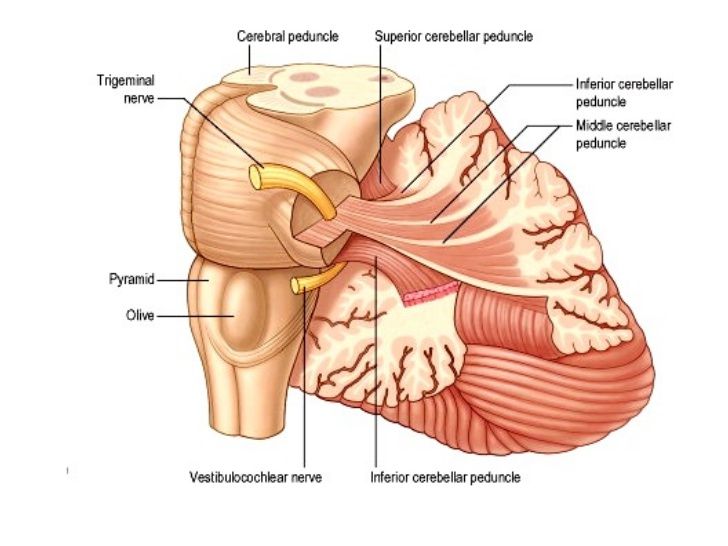 Cerebral peduncle
Superior cerebellar peduncle
Trigeminal
nerve
Inferior cerebellar
peduncle
Middle cerebellar
peduncle
Pyramid
Olive
Vestibulocochlear nerve
Inferior cerebellar peduncle